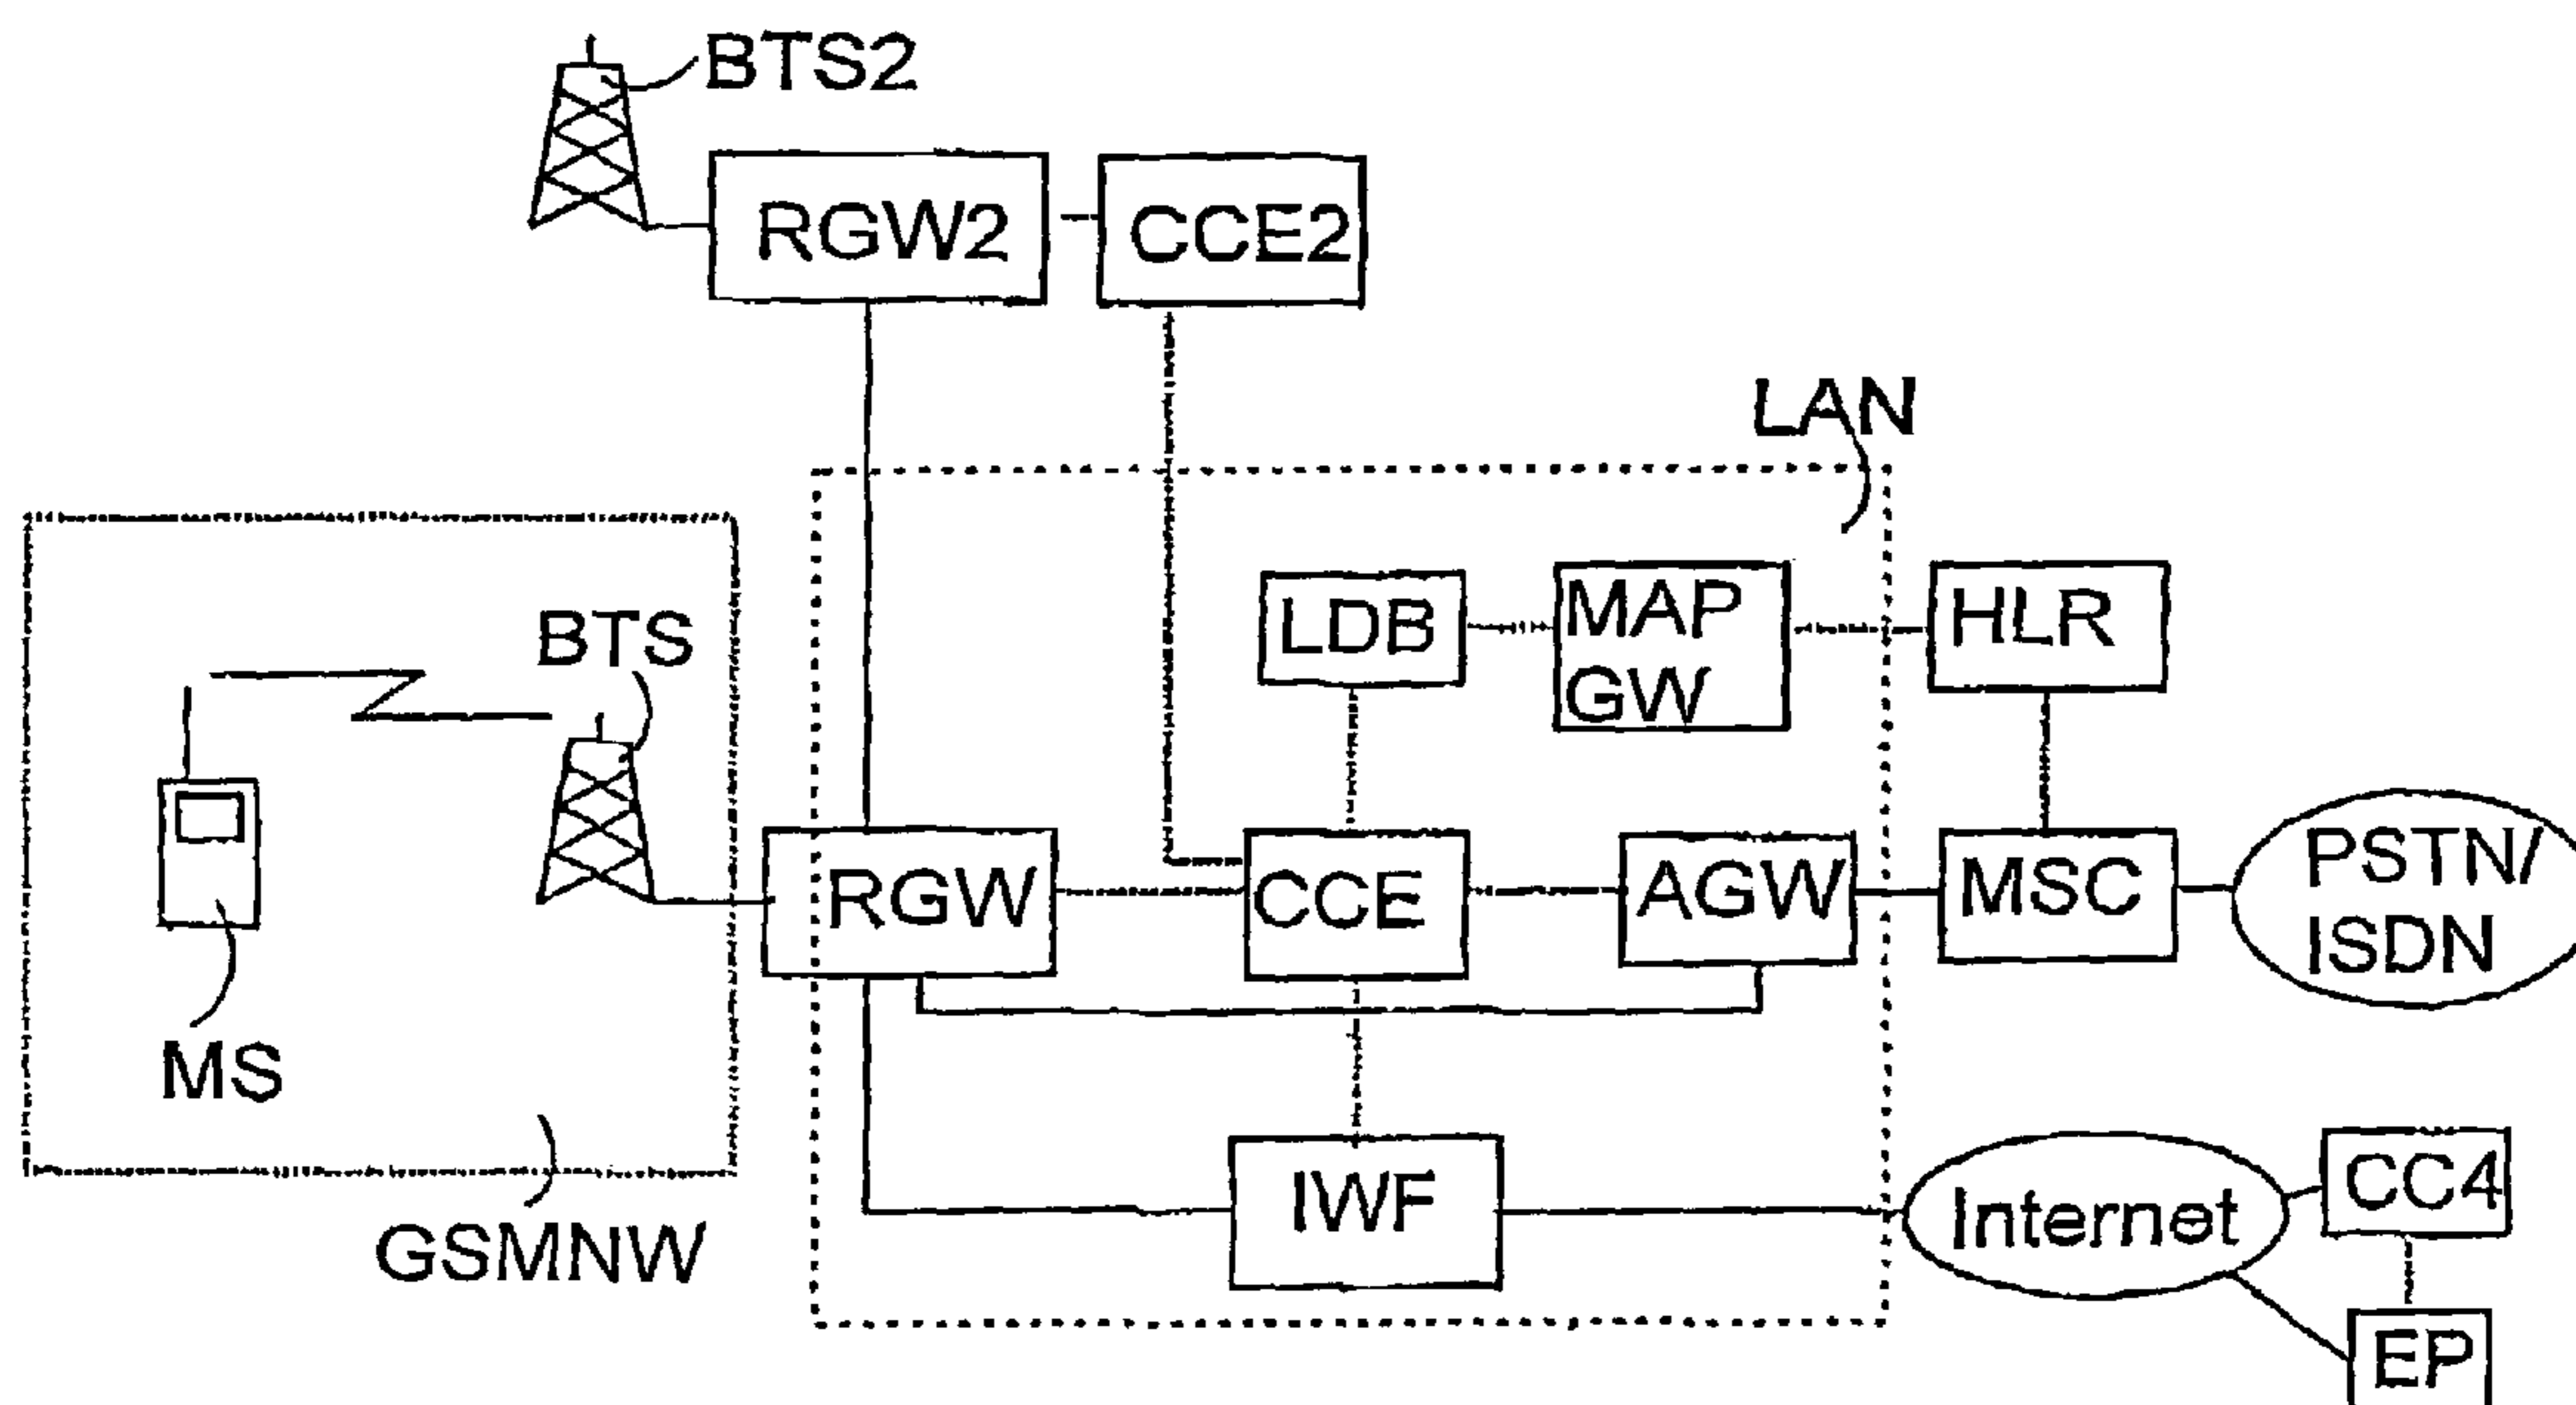 BTS2
RGW2
CCE2
LAN
LDB
MAP
GW
HLR
BTS
RGW
CCE
AGW
MSC
PSTN/
ISDN
MS
GSMNW
IWF
Internet
CC4
EP